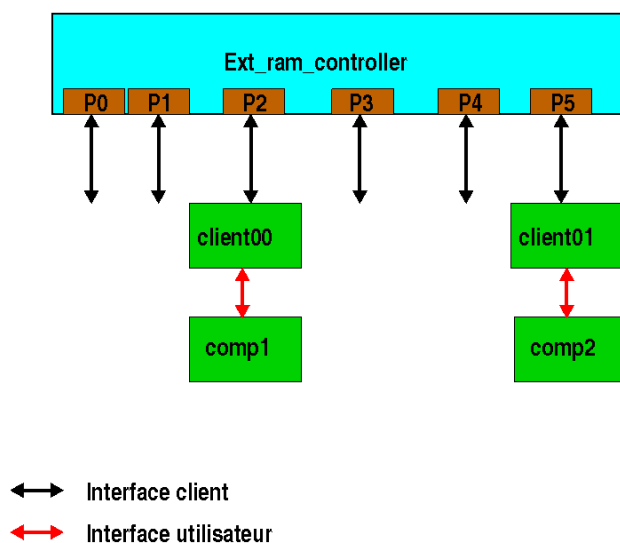 Ext_ram_controller
P0 P1 P2 P3 P4 P5
client00 client01
comp1 comp2
Interface client
Interface utilisateur